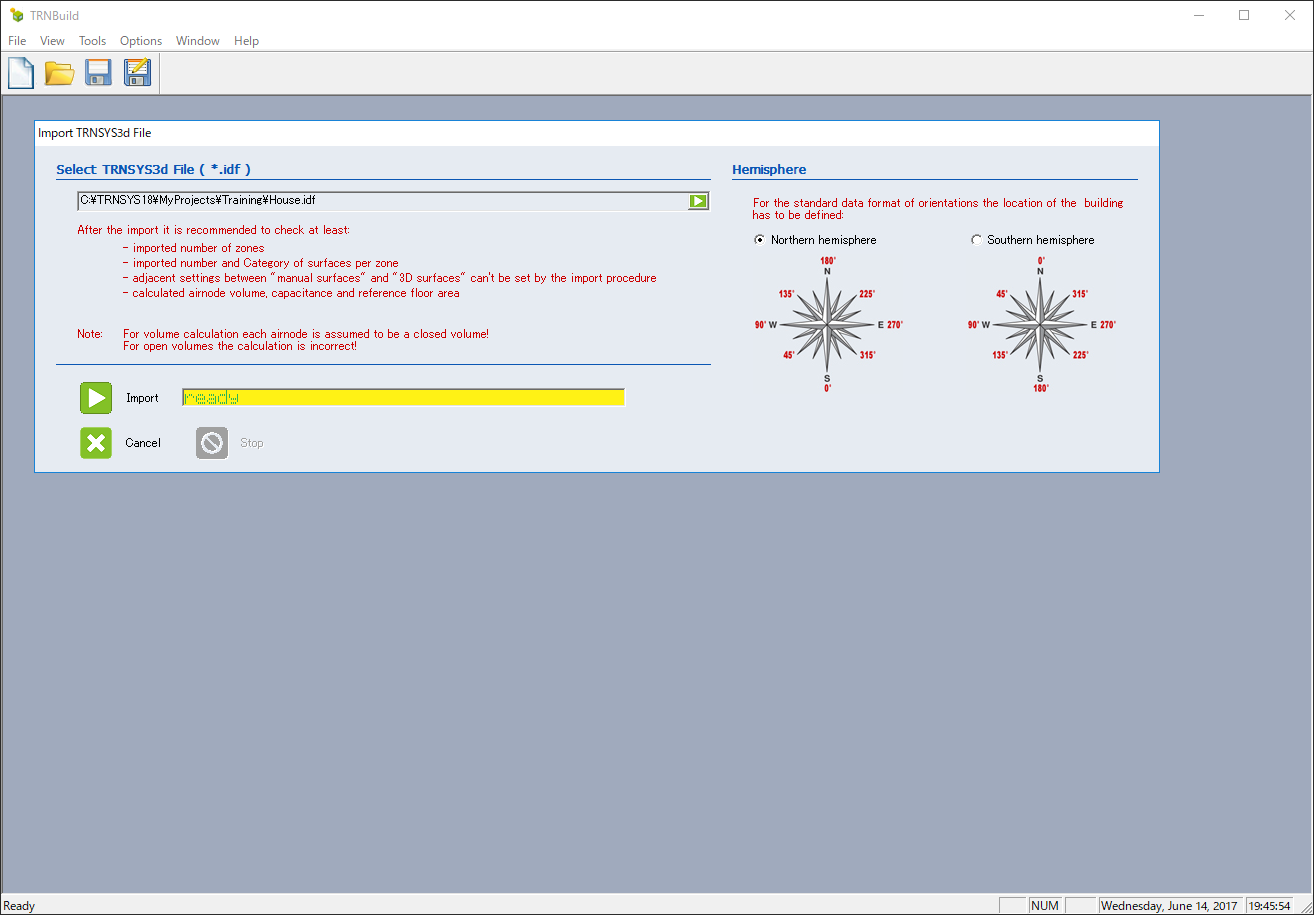 TRNBuild
File View Tools Options Window Help
Import TRNSYS3d File
Select TRNSYS3d File ( *.idf )
C:¥TRNSYS18¥MyProjects¥Training¥House.idf
After the import it is recommended to check at least:
- imported number of zones
- imported number and Category of surfaces per zone
- adjacent settings between "manual surfaces" and "3D surfaces" can't be set by the import procedure
- calculated airnode volume, capacitance and reference floor area
Note: For volume calculation each airnode is assumed to be a closed volume!
For open volumes the calculation is incorrect!
Import ready
Cancel Stop
Hemisphere
For the standard data format of orientations the location of the building
has to be defined:
Northern hemisphere Southern hemisphere
180°
N
135° 225°
90° W E 270°
45° 315°
S
0°
0°
N
45° 315°
90° W E 270°
135° 225°
S
180°
Ready NUM Wednesday, June 14, 2017 19:45:54